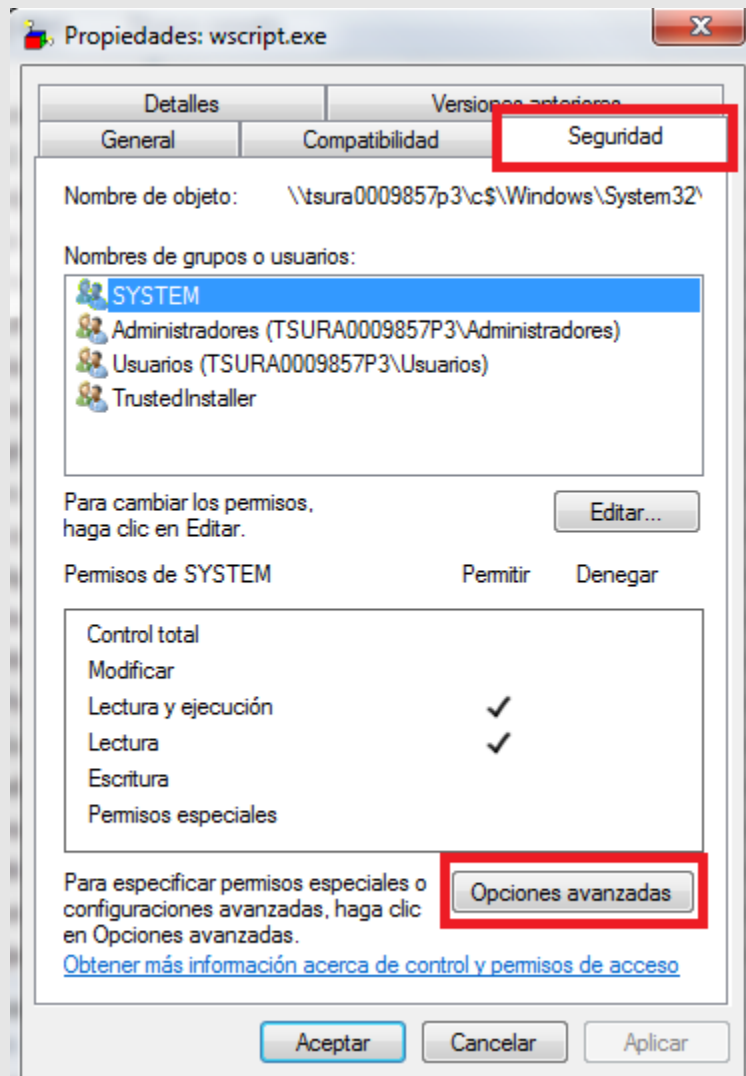 Propiedades: wscript.exe
Detalles Versiones anteriores
General Compatibilidad Seguridad
Nombre de objeto: \\tsura0009857p3\c$\Windows\System32\
Nombres de grupos o usuarios:
SYSTEM
Administradores (TSURA0009857P3\Administradores)
Usuarios (TSURA0009857P3\Usuarios)
TrustedInstaller
Para cambiar los permisos,
haga clic en Editar.
Editar...
Permisos de SYSTEM Permitir Denegar
Control total
Modificar
Lectura y ejecución
Lectura
Escritura
Permisos especiales
Para especificar permisos especiales o
configuraciones avanzadas, haga clic
en Opciones avanzadas.
Opciones avanzadas
Obtener más información acerca de control y permisos de acceso
Aceptar Cancelar Aplicar